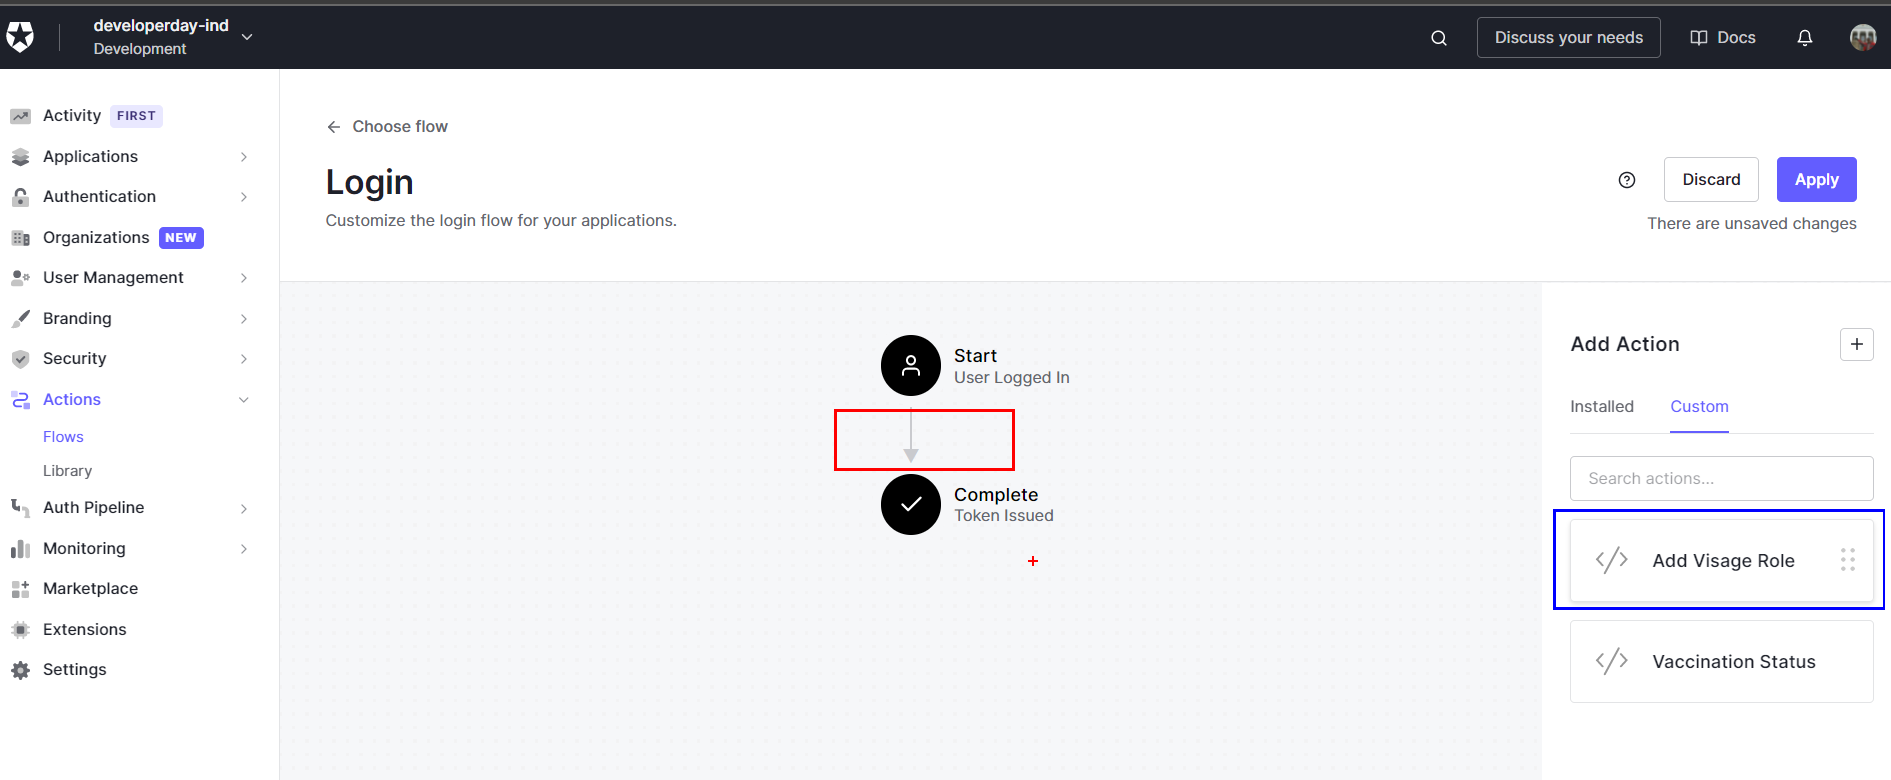 developerday-ind
Development
Discuss your needs
Docs
Activity FIRST
Applications
Authentication
Organizations NEW
User Management
Branding
Security
Actions
Flows
Library
Auth Pipeline
Monitoring
Marketplace
Extensions
Settings
Choose flow
Login
Customize the login flow for your applications.
Discard
Apply
There are unsaved changes
Start
User Logged In
Complete
Token Issued
Add Action
Installed
Custom
Search actions...
</> Add Visage Role
</> Vaccination Status